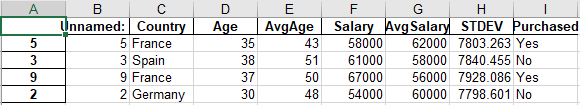 A B C D E F G H I
Unnamed: Country Age AvgAge Salary AvgSalary STDEV Purchased
5 5 France 35 43 58000 62000 7803.263 Yes
3 3 Spain 38 51 61000 58000 7840.455 No
9 9 France 37 50 67000 56000 7928.086 Yes
2 2 Germany 30 48 54000 60000 7798.601 No